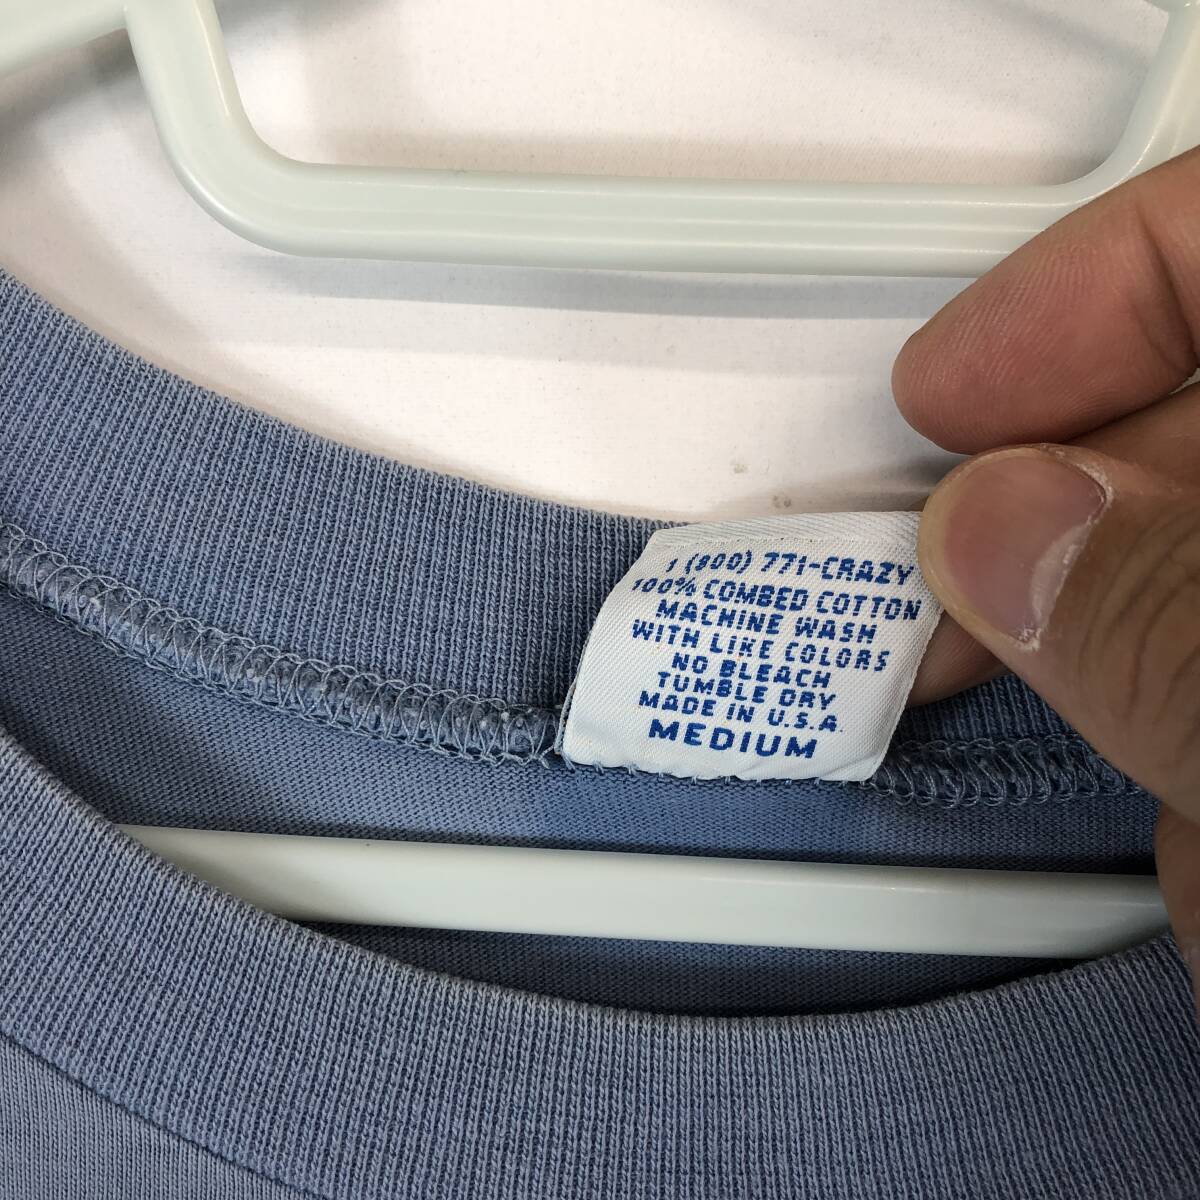 1 (800) 771-CRAZY
100% COMBED COTTON
MACHINE WASH
WITH LIKE COLORS
NO BLEACH
TUMBLE DRY
MADE IN U.S.A.
MEDIUM